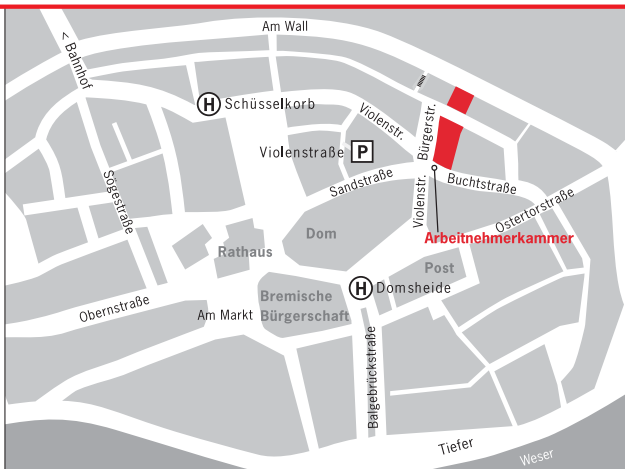 Am Wall
< Bahnhof
H Schüsselkorb
Violenstr.
Bürgerstr.
Violenstraße P
Sandstraße
Buchtstraße
Violenstr.
Sögestraße
Ostertorstraße
Arbeitnehmerkammer
Dom
Rathaus
Post
H Domsheide
Obernstraße
Am Markt
Bremische
Bürgerschaft
Balgebrückstraße
Tiefer
Weser